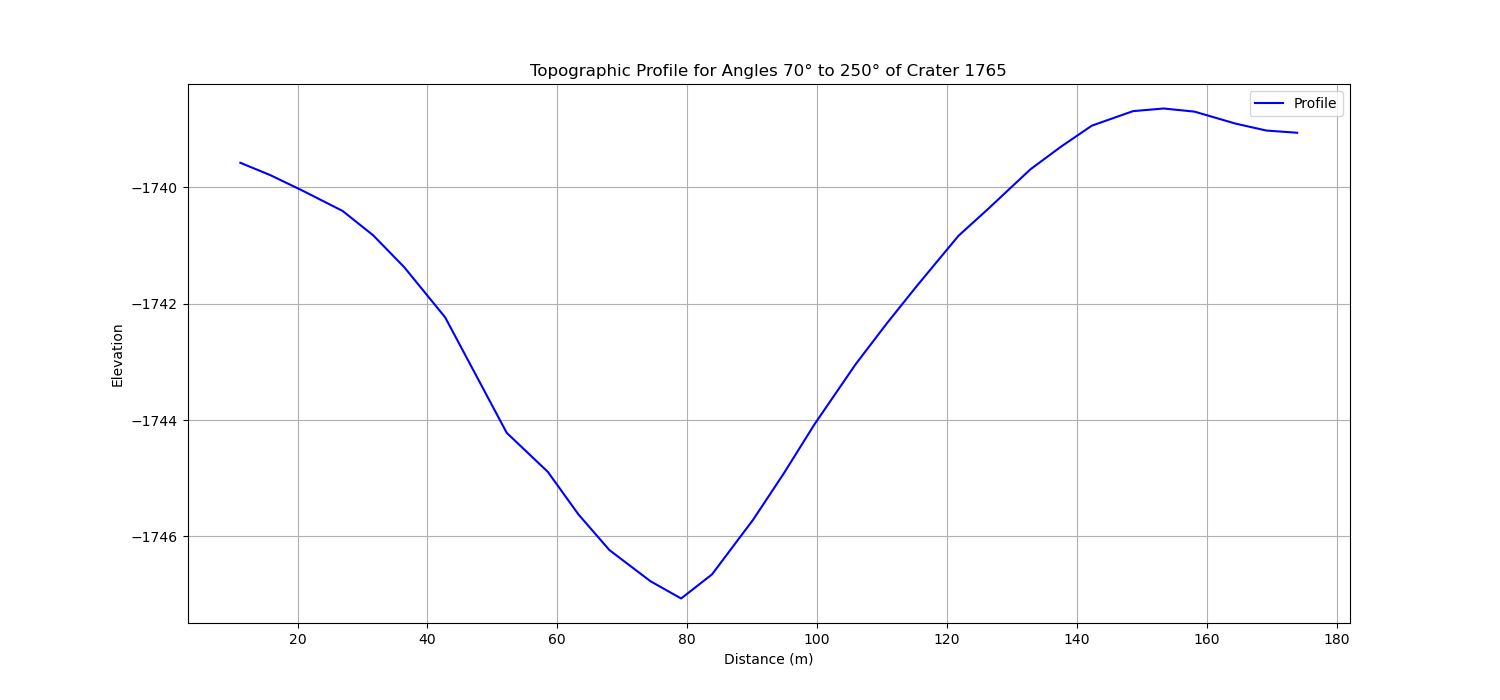 Topographic Profile for Angles 70° to 250° of Crater 1765
Profile
−1740
−1742
−1744
−1746
Elevation
20 40 60 80 100 120 140 160 180
Distance (m)